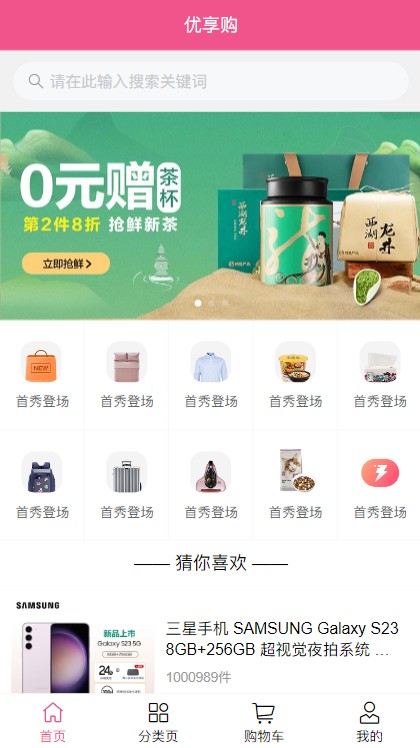 优享购
请在此输入搜索关键词
0元赠茶杯
第2件8折 抢鲜新茶
立即抢鲜 >
西湖龙井
NEW
首秀登场 首秀登场 首秀登场 首秀登场 首秀登场
首秀登场 首秀登场 首秀登场 首秀登场 首秀登场
—— 猜你喜欢 ——
SAMSUNG
新品上市
Galaxy S23 5G
三星手机 SAMSUNG Galaxy S23
8GB+256GB 超视觉夜拍系统 ...
1000989件
首页 分类页 购物车 我的